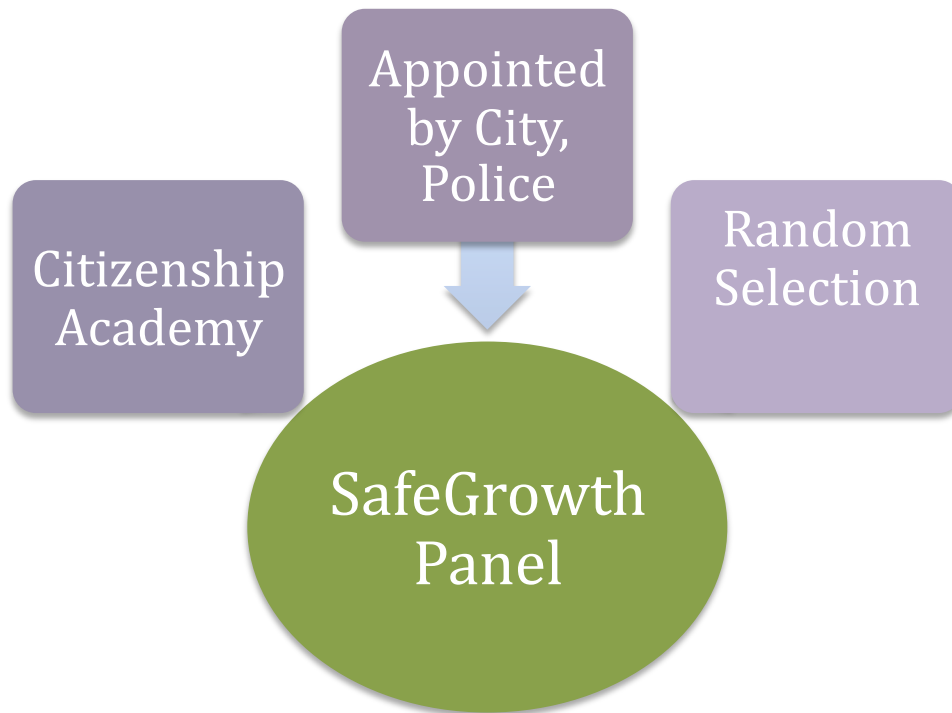 Appointed
by City,
Police
Citizenship
Academy
Random
Selection
SafeGrowth
Panel